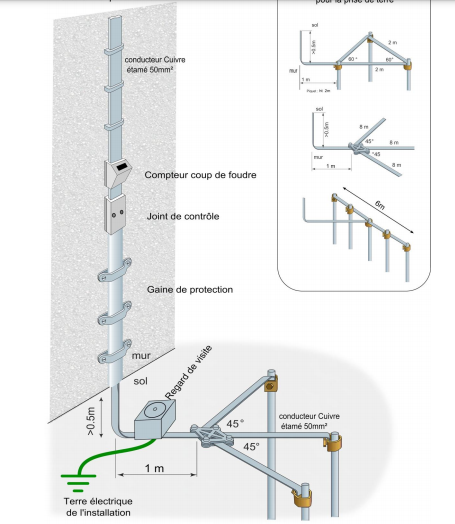 pour la prise de terre
conducteur Cuivre
étamé 50mm²
Compteur coup de foudre
Joint de contrôle
Gaine de protection
mur
sol
Regard de visite
>0.5m
1 m
45°
45°
conducteur Cuivre
étamé 50mm²
Terre électrique
de l'installation
sol
>0.5m
mur
1 m
60°
60°
2 m
2 m
sol
>0.5m
mur
1 m
8 m
45°
8 m
°45
8 m
6m